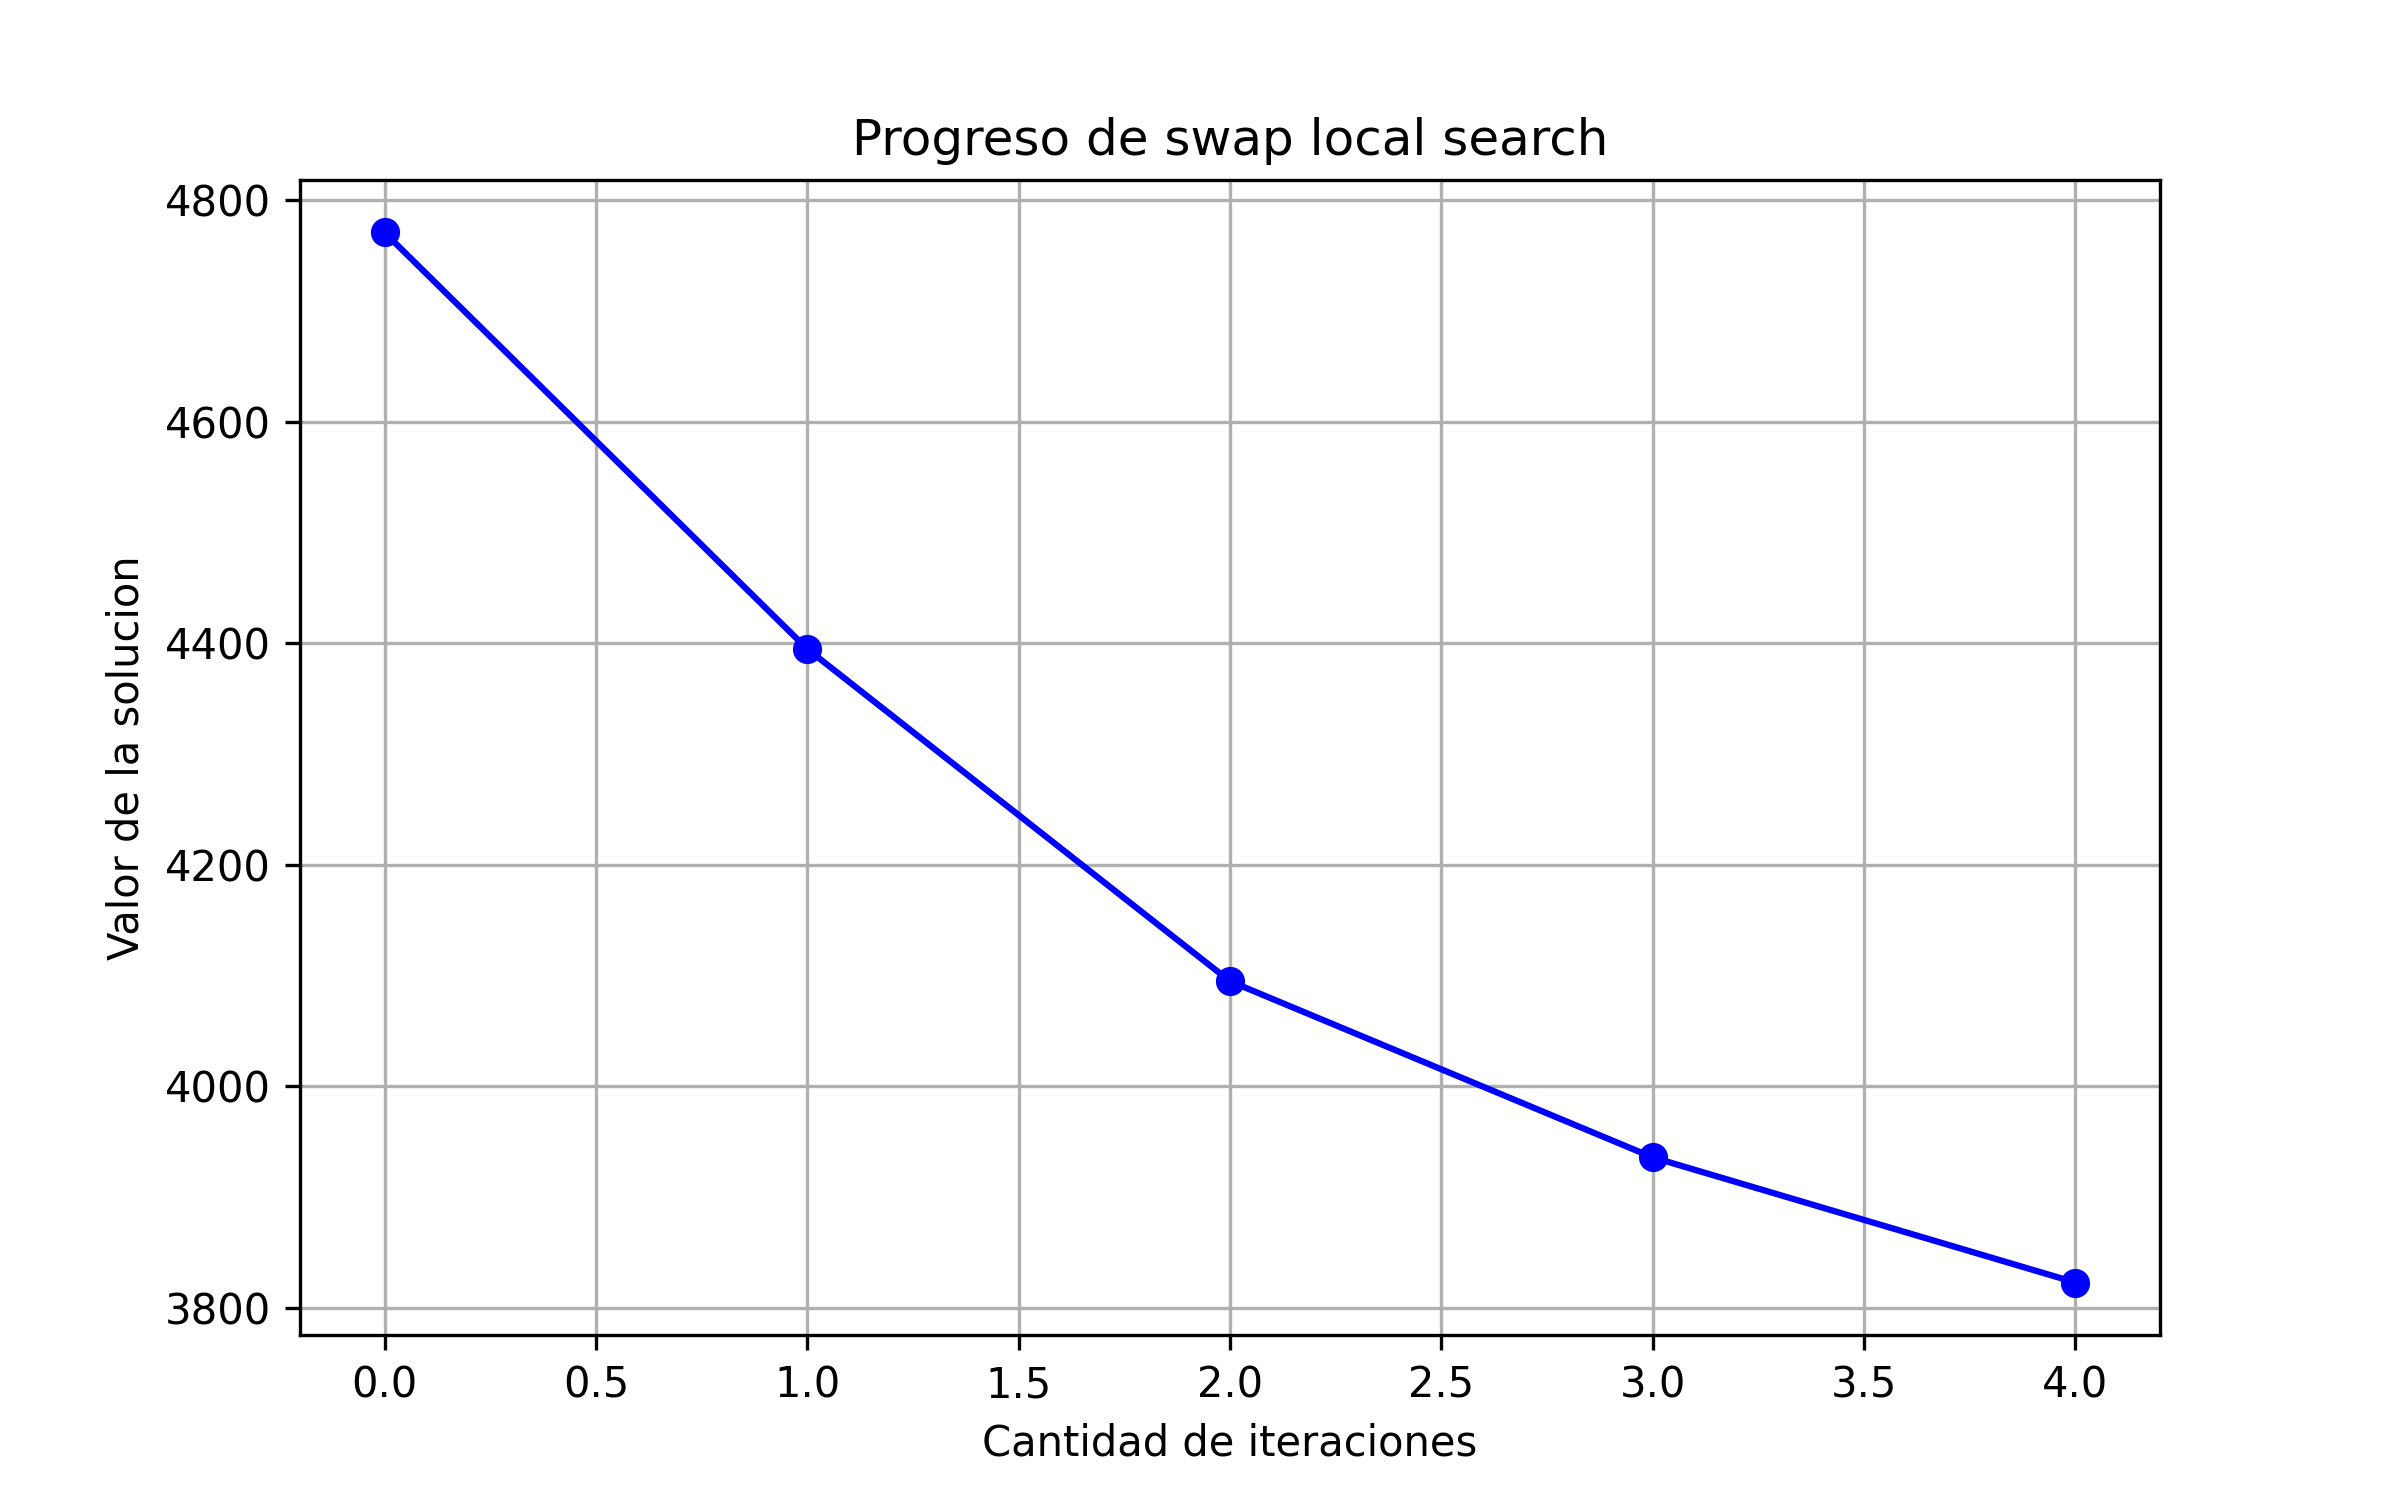 Progreso de swap local search
4800
4600
4400
4200
4000
3800
Valor de la solucion
0.0 0.5 1.0 1.5 2.0 2.5 3.0 3.5 4.0
Cantidad de iteraciones